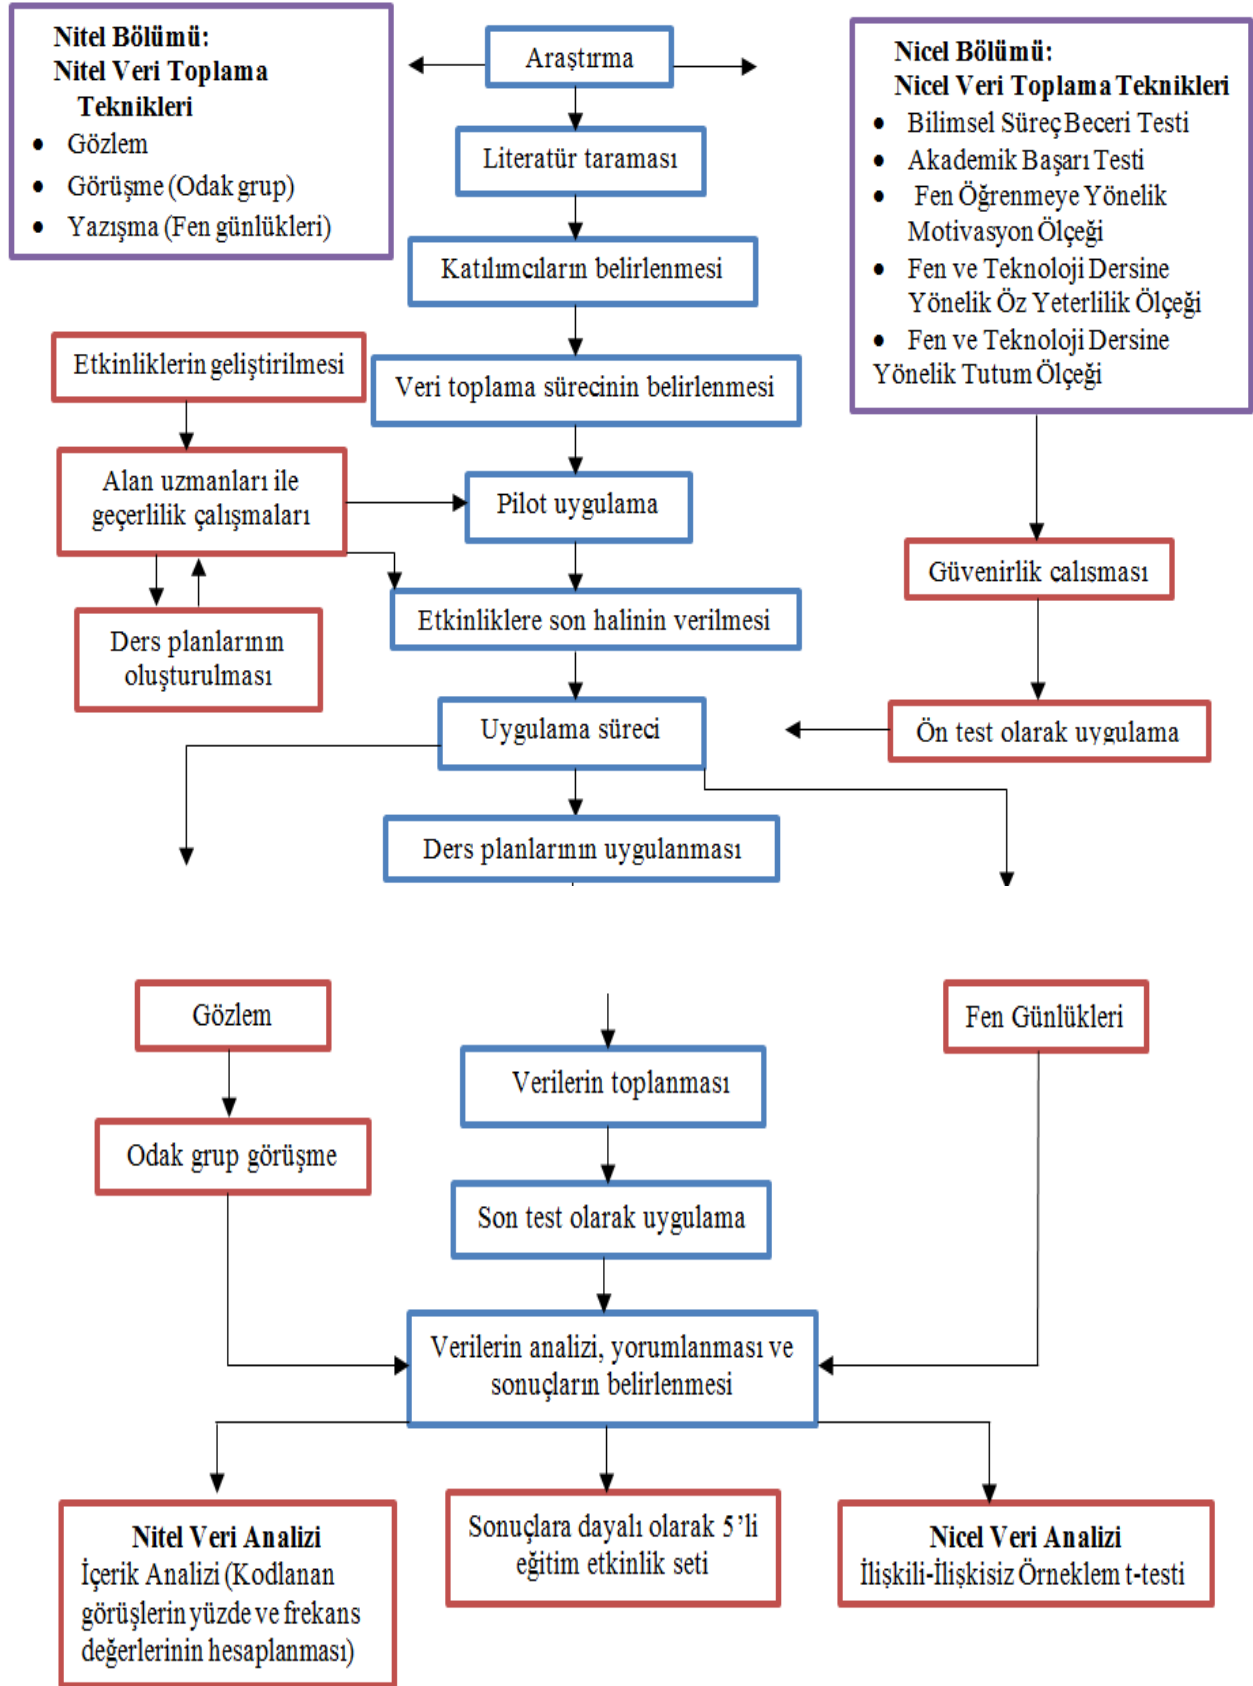 Nitel Bölümü:
Nitel Veri Toplama
Teknikleri
• Gözlem
• Görüşme (Odak grup)
• Yazışma (Fen günlükleri)
Araştırma
Nicel Bölümü:
Nicel Veri Toplama Teknikleri
• Bilimsel Süreç Beceri Testi
• Akademik Başarı Testi
• Fen Öğrenmeye Yönelik
Motivasyon Ölçeği
• Fen ve Teknoloji Dersine
Yönelik Öz Yeterlilik Ölçeği
• Fen ve Teknoloji Dersine
Yönelik Tutum Ölçeği
Literatür taraması
Katılımcıların belirlenmesi
Etkinliklerin geliştirilmesi
Veri toplama sürecinin belirlenmesi
Alan uzmanları ile
geçerlilik çalışmaları
Pilot uygulama
Güvenirlik calısması
Ders planlarının
oluşturulması
Etkinliklere son halinin verilmesi
Uygulama süreci
Ön test olarak uygulama
Ders planlarının uygulanması
Gözlem
Fen Günlükleri
Verilerin toplanması
Odak grup görüşme
Son test olarak uygulama
Verilerin analizi, yorumlanması ve
sonuçların belirlenmesi
Nitel Veri Analizi
İçerik Analizi (Kodlanan
görüşlerin yüzde ve frekans
değerlerinin hesaplanması)
Sonuçlara dayalı olarak 5’li
eğitim etkinlik seti
Nicel Veri Analizi
İlişkili-İlişkisiz Örneklem t-testi